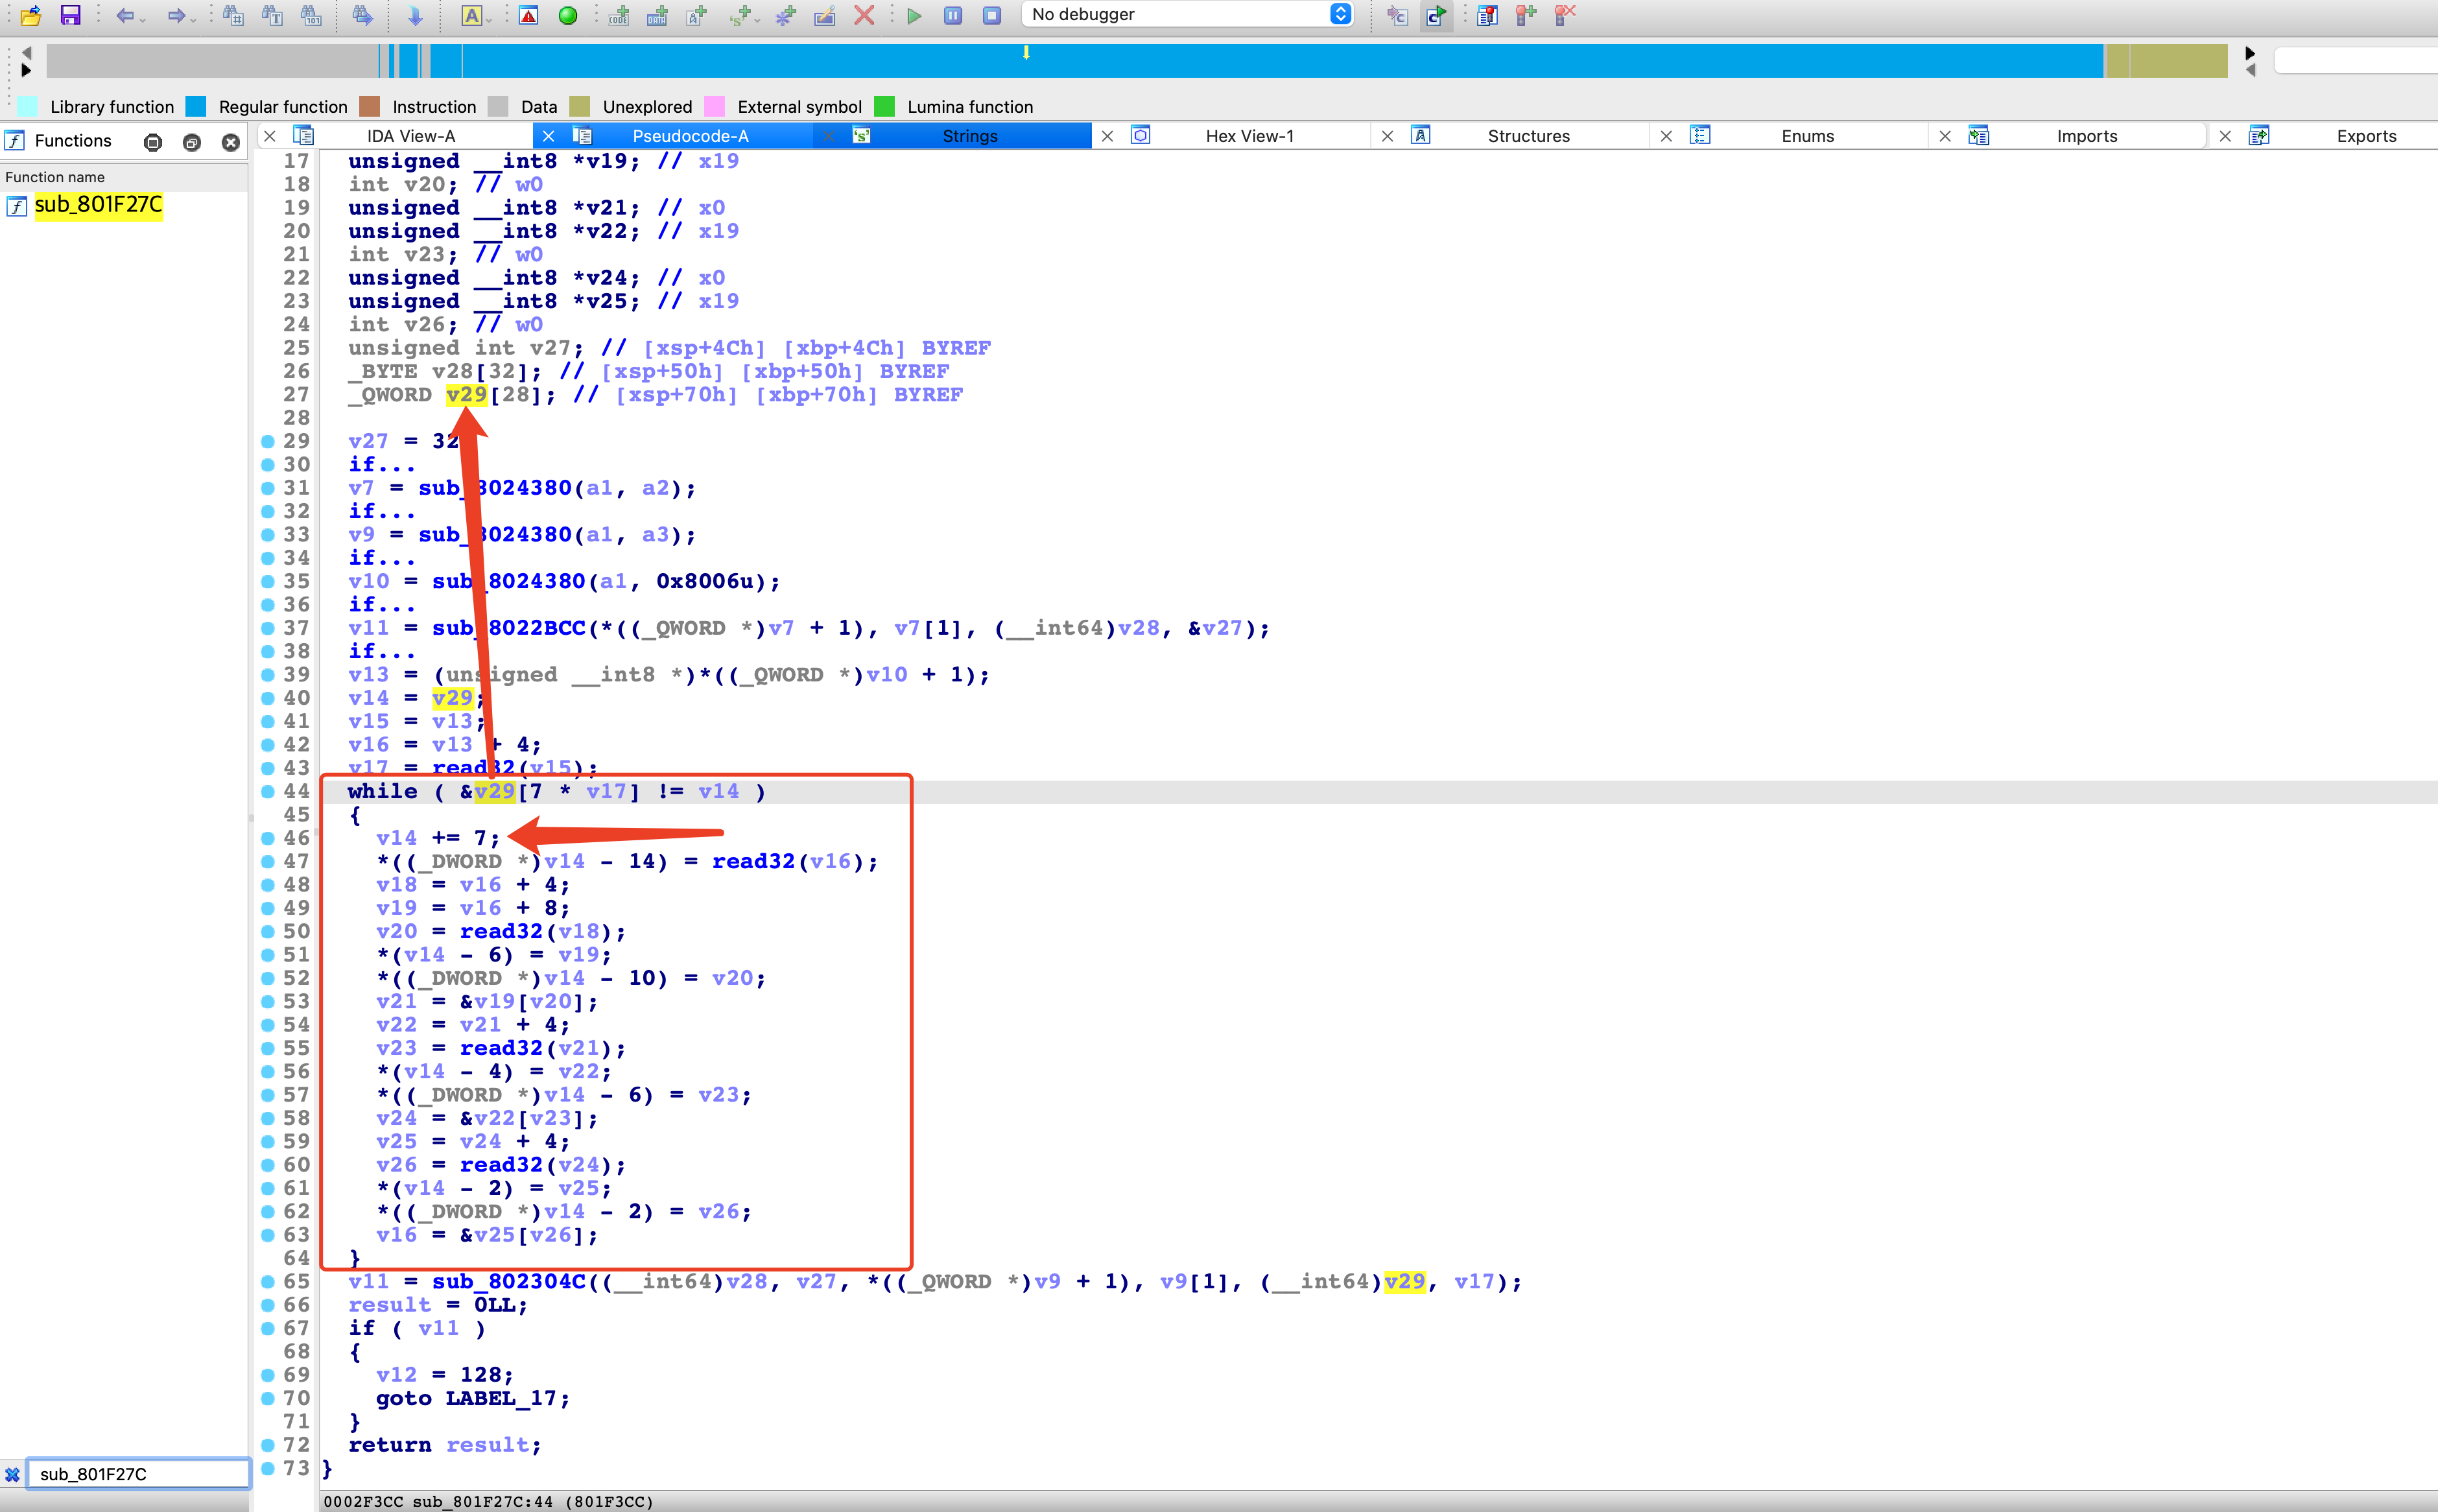 No debugger
Library function Regular function Instruction Data Unexplored External symbol Lumina function
Functions
IDA View-A Pseudocode-A Strings Hex View-1 Structures Enums Imports Exports
Function name
sub_801F27C
17 unsigned __int8 *v19; // x19
18 int v20; // w0
19 unsigned __int8 *v21; // x0
20 unsigned __int8 *v22; // x19
21 int v23; // w0
22 unsigned __int8 *v24; // x0
23 unsigned __int8 *v25; // x19
24 int v26; // w0
25 unsigned int v27; // [xsp+4Ch] [xbp+4Ch] BYREF
26 _BYTE v28[32]; // [xsp+50h] [xbp+50h] BYREF
27 _QWORD v29[28]; // [xsp+70h] [xbp+70h] BYREF
28
29 v27 = 32
30 if...
31 v7 = sub_8024380(a1, a2);
32 if...
33 v9 = sub_8024380(a1, a3);
34 if...
35 v10 = sub_8024380(a1, 0x8006u);
36 if...
37 v11 = sub_8022BCC(*((_QWORD *)v7 + 1), v7[1], (__int64)v28, &v27);
38 if...
39 v13 = (unsigned __int8 *)*((_QWORD *)v10 + 1);
40 v14 = v29;
41 v15 = v13;
42 v16 = v13 + 4;
43 v17 = read32(v15);
44 while ( &v29[7 * v17] != v14 )
45 {
46 v14 += 7;
47 *((_DWORD *)v14 - 14) = read32(v16);
48 v18 = v16 + 4;
49 v19 = v16 + 8;
50 v20 = read32(v18);
51 *(v14 - 6) = v19;
52 *((_DWORD *)v14 - 10) = v20;
53 v21 = &v19[v20];
54 v22 = v21 + 4;
55 v23 = read32(v21);
56 *(v14 - 4) = v22;
57 *((_DWORD *)v14 - 6) = v23;
58 v24 = &v22[v23];
59 v25 = v24 + 4;
60 v26 = read32(v24);
61 *(v14 - 2) = v25;
62 *((_DWORD *)v14 - 2) = v26;
63 v16 = &v25[v26];
64 }
65 v11 = sub_802304C((__int64)v28, v27, *((_QWORD *)v9 + 1), v9[1], (__int64)v29, v17);
66 result = 0LL;
67 if ( v11 )
68 {
69 v12 = 128;
70 goto LABEL_17;
71 }
72 return result;
73 }
sub_801F27C
0002F3CC sub_801F27C:44 (801F3CC)